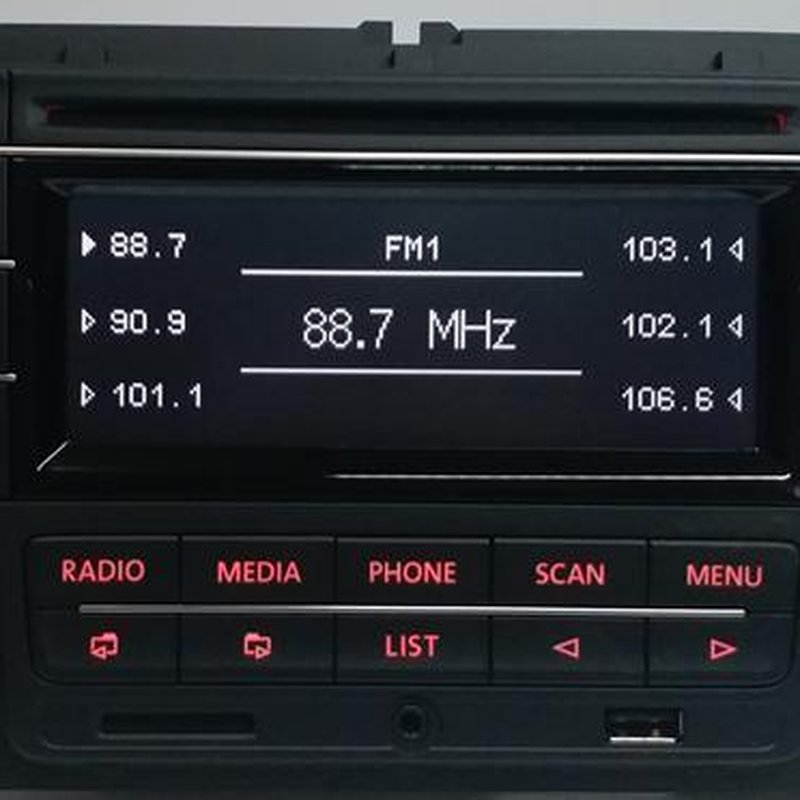 88.7 FM1 103.1
90.9 88.7 MHz 102.1
101.1 106.6
RADIO MEDIA PHONE SCAN MENU
LIST